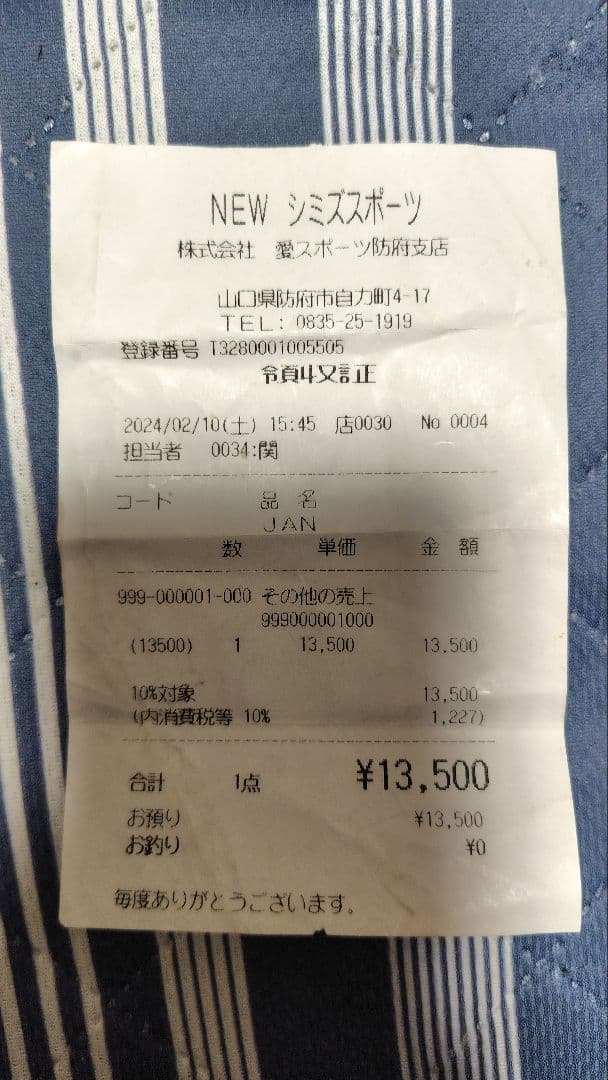 NEW シミズスポーツ
株式会社 愛スポーツ防府支店
山口県防府市自力町4-17
TEL: 0835-25-1919
登録番号 T3280001005505
領収証
2024/02/10(土) 15:45 店0030 No 0004
担当者 0034:関
コード 品 名
JAN
数 単価 金 額
999-000001-000 その他の売上
999000001000
(13500) 1 13,500 13,500
10%対象 13,500
(内消費税等 10% 1,227)
合計 1点 ¥13,500
お預り ¥13,500
お釣り ¥0
毎度ありがとうございます。